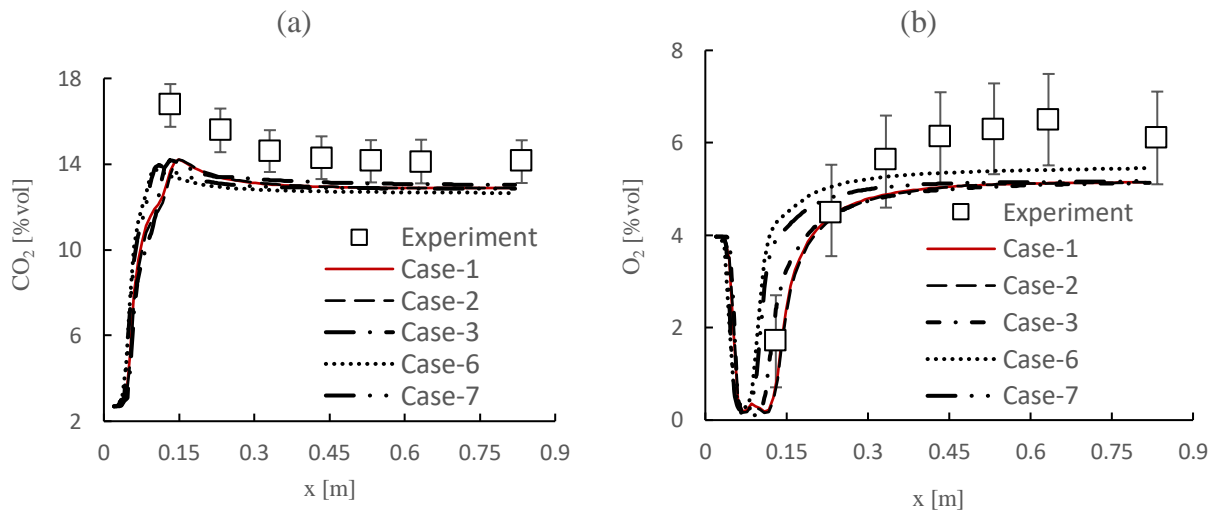 (a)
CO₂ [%vol]
18
14
10
6
2
0 0.15 0.3 0.45 0.6 0.75 0.9
x [m]
Experiment
Case-1
Case-2
Case-3
Case-6
Case-7
(b)
O₂ [%vol]
8
6
4
2
0
0 0.15 0.3 0.45 0.6 0.75 0.9
x [m]
Experiment
Case-1
Case-2
Case-3
Case-6
Case-7